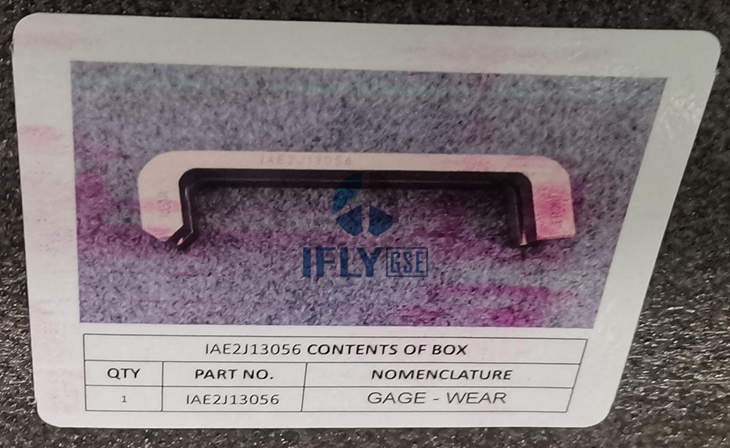 IAE2J13056
IFLY GSE
IAE2J13056 CONTENTS OF BOX
QTY PART NO. NOMENCLATURE
1 IAE2J13056 GAGE - WEAR